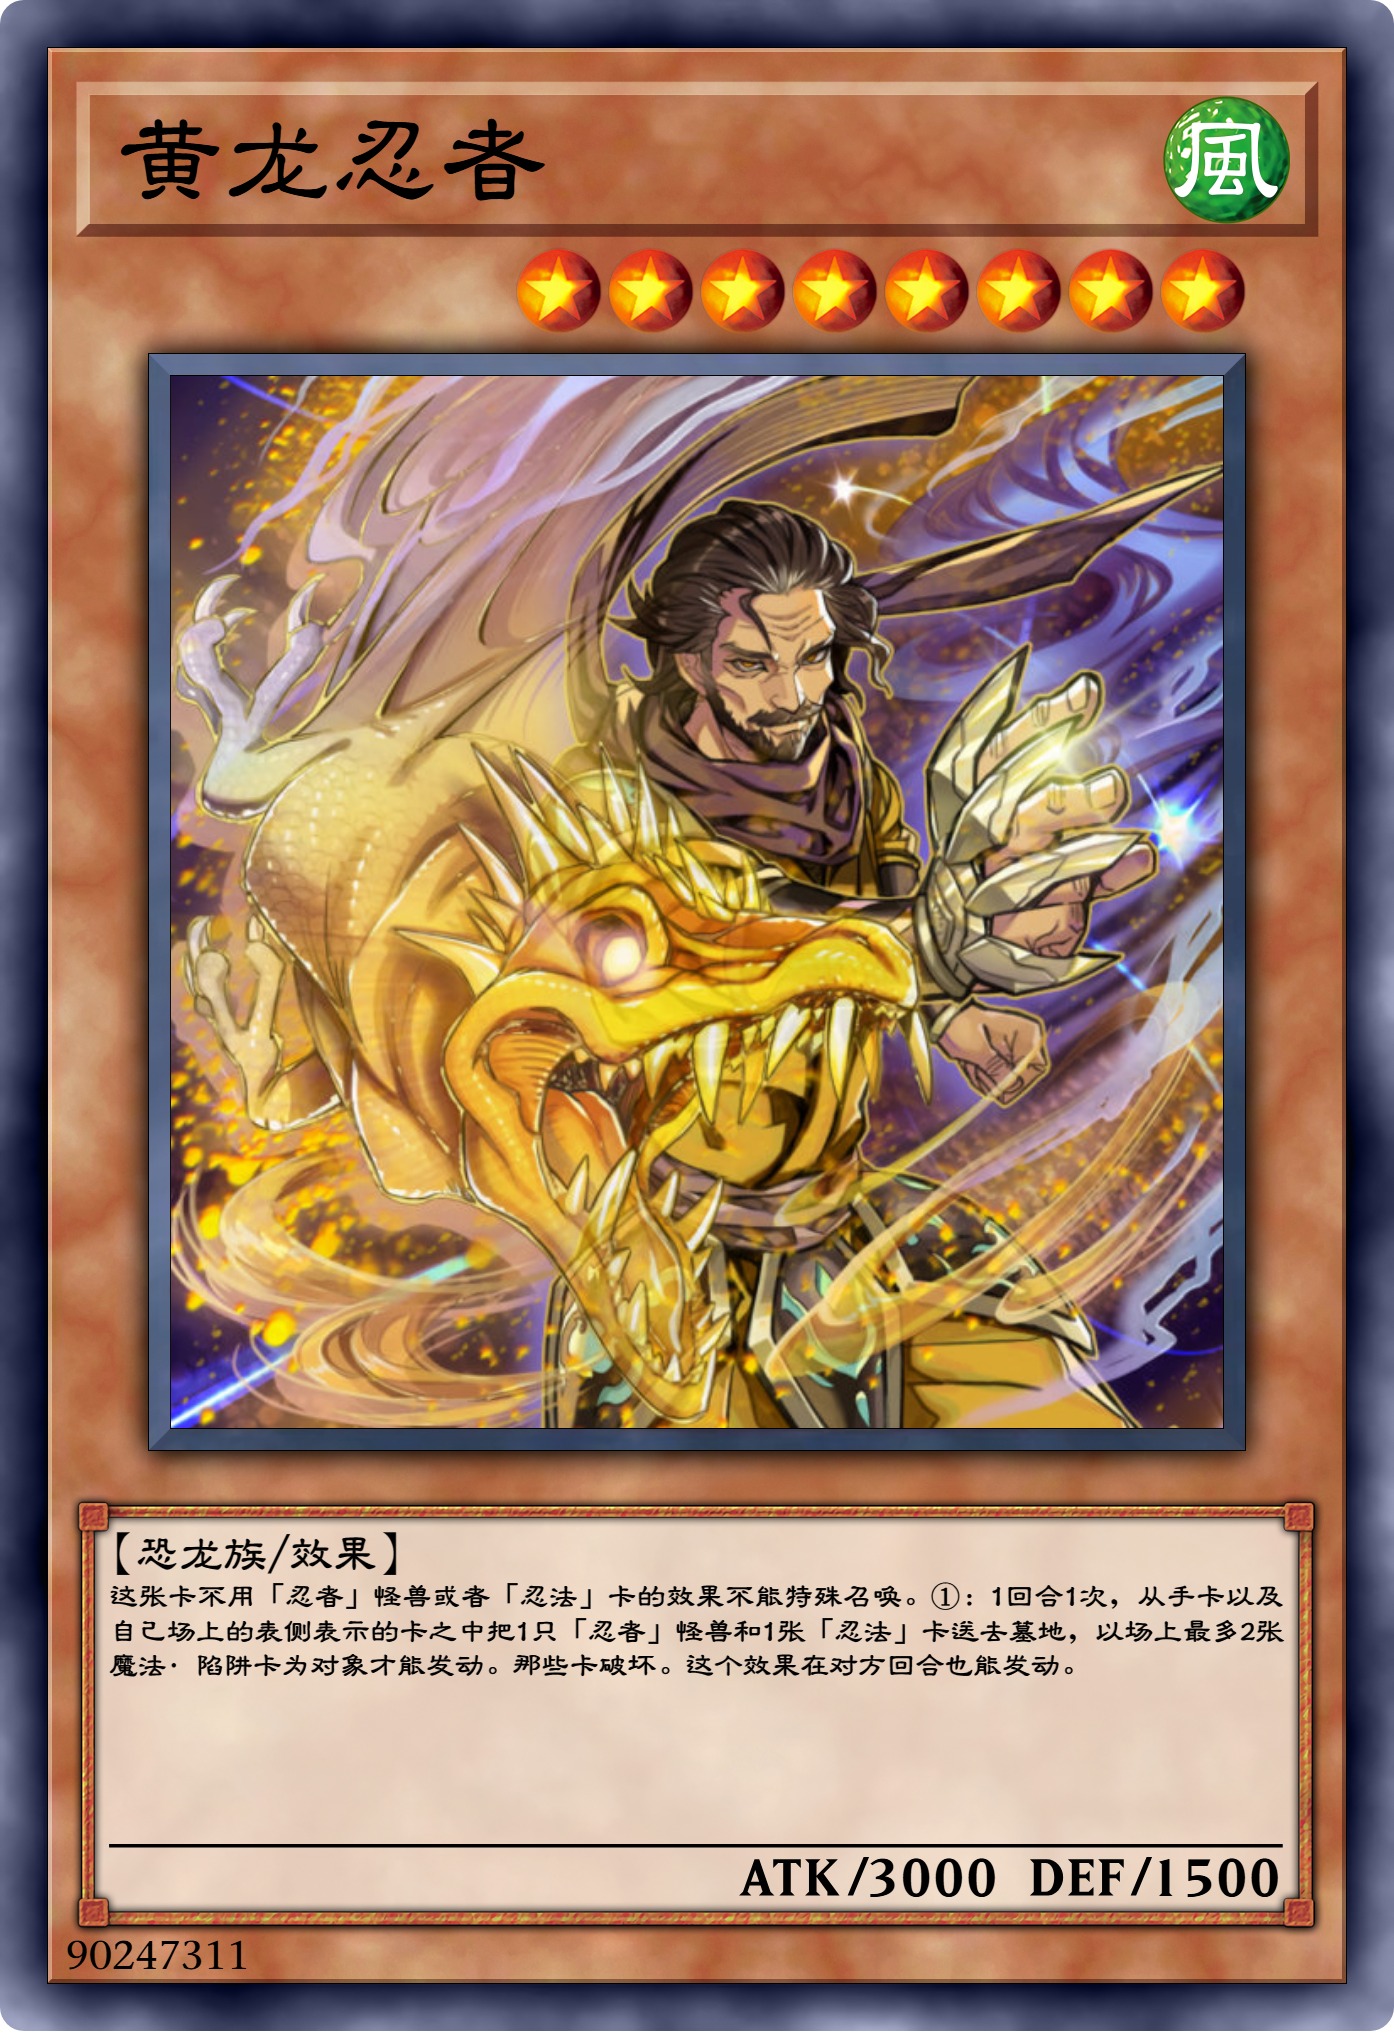 黄龙忍者
風
【恐龙族/效果】
这张卡不用「忍者」怪兽或者「忍法」卡的效果不能特殊召唤。①：1回合1次，从手卡以及
自己场上的表侧表示的卡之中把1只「忍者」怪兽和1张「忍法」卡送去墓地，以场上最多2张
魔法·陷阱卡为对象才能发动。那些卡破坏。这个效果在对方回合也能发动。
ATK/3000 DEF/1500
90247311